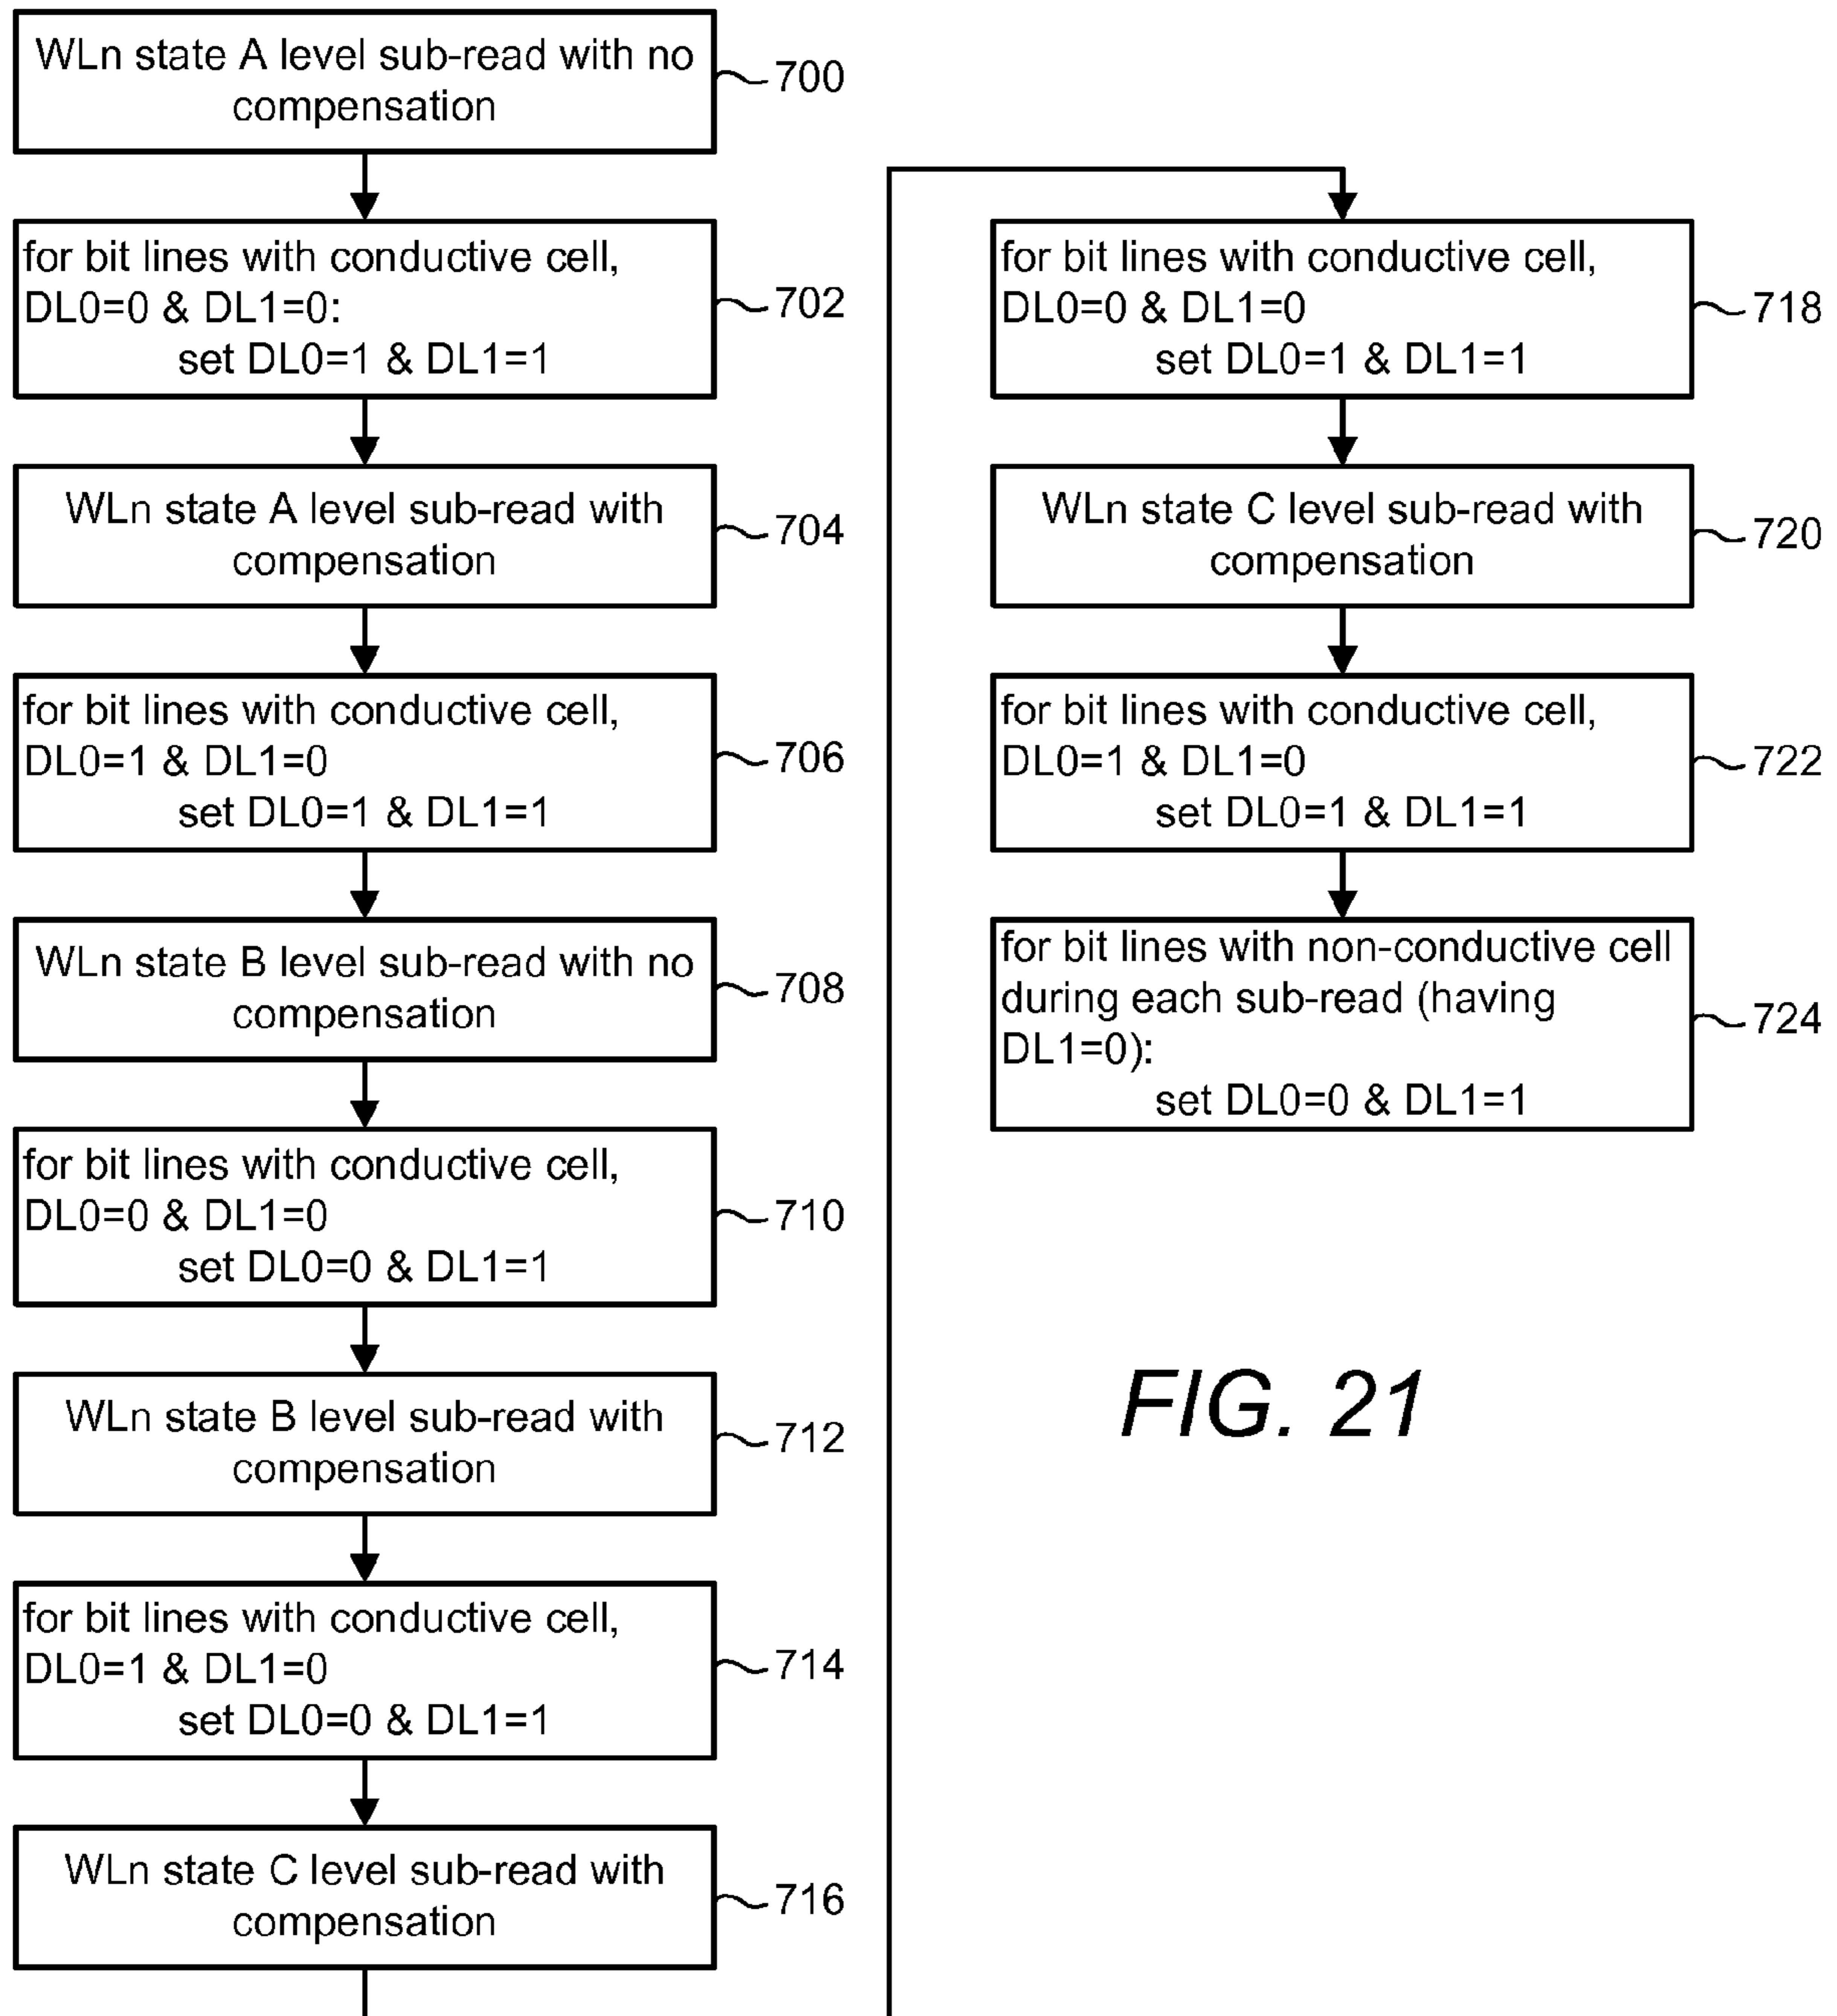 WLn state A level sub-read with no
compensation
700
for bit lines with conductive cell,
DL0=0 & DL1=0:
set DL0=1 & DL1=1
702
WLn state A level sub-read with
compensation
704
for bit lines with conductive cell,
DL0=1 & DL1=0
set DL0=1 & DL1=1
706
WLn state B level sub-read with no
compensation
708
for bit lines with conductive cell,
DL0=0 & DL1=0
set DL0=0 & DL1=1
710
WLn state B level sub-read with
compensation
712
for bit lines with conductive cell,
DL0=1 & DL1=0
set DL0=0 & DL1=1
714
WLn state C level sub-read with
compensation
716
for bit lines with conductive cell,
DL0=0 & DL1=0
set DL0=1 & DL1=1
718
WLn state C level sub-read with
compensation
720
for bit lines with conductive cell,
DL0=1 & DL1=0
set DL0=1 & DL1=1
722
for bit lines with non-conductive cell
during each sub-read (having
DL1=0):
set DL0=0 & DL1=1
724
FIG. 21